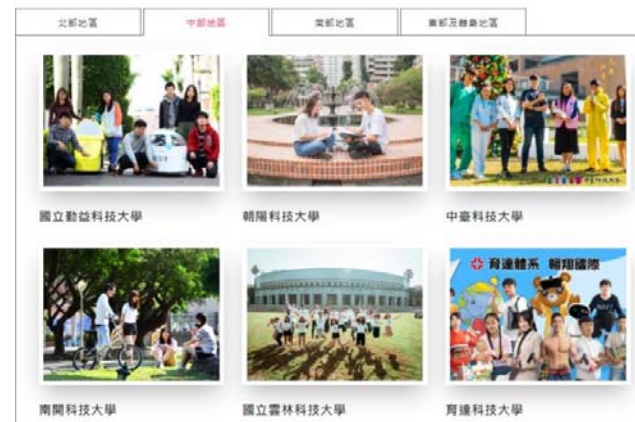 北部地區
中部地區
南部地區
東部及離島地區
國立勤益科技大學
朝陽科技大學
中臺科技大學
育達體系 翱翔國際
南開科技大學
國立雲林科技大學
育達科技大學